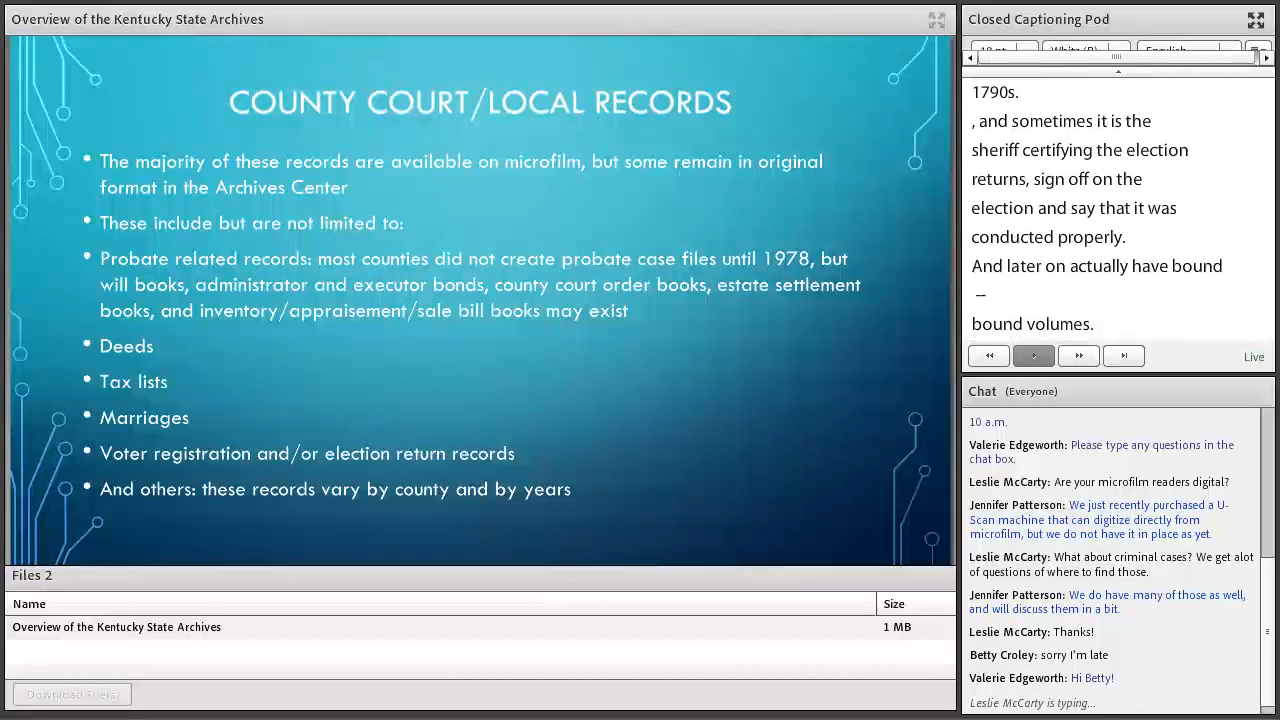 Overview of the Kentucky State Archives
COUNTY COURT/LOCAL RECORDS
• The majority of these records are available on microfilm, but some remain in original
format in the Archives Center
• These include but are not limited to:
• Probate related records: most counties did not create probate case files until 1978, but
will books, administrator and executor bonds, county court order books, estate settlement
books, and inventory/appraisement/sale bill books may exist
• Deeds
• Tax lists
• Marriages
• Voter registration and/or election return records
• And others: these records vary by county and by years
Files 2
Name Size
Overview of the Kentucky State Archives 1 MB
Download File(s)
Closed Captioning Pod
English
1790s.
, and sometimes it is the
sheriff certifying the election
returns, sign off on the
election and say that it was
conducted properly.
And later on actually have bound
--
bound volumes.
Live
Chat (Everyone)
10 a.m.
Valerie Edgeworth: Please type any questions in the
chat box.
Leslie McCarty: Are your microfilm readers digital?
Jennifer Patterson: We just recently purchased a U-
Scan machine that can digitize directly from
microfilm, but we do not have it in place as yet.
Leslie McCarty: What about criminal cases? We get alot
of questions of where to find those.
Jennifer Patterson: We do have many of those as well,
and will discuss them in a bit.
Leslie McCarty: Thanks!
Betty Croley: sorry I'm late
Valerie Edgeworth: Hi Betty!
Leslie McCarty is typing...